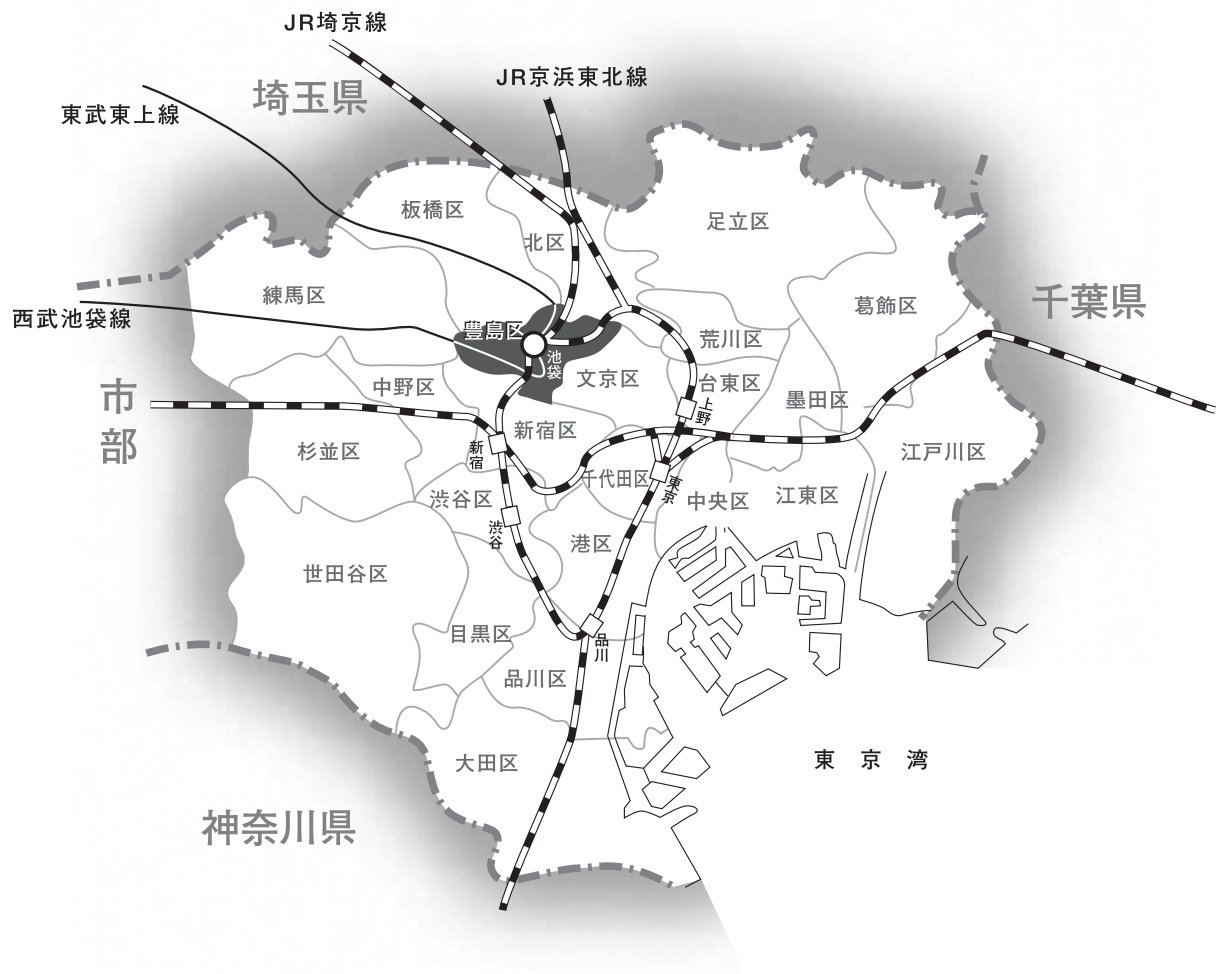 JR埼京線
JR京浜東北線
埼玉県
東武東上線
板橋区
足立区
北区
練馬区
葛飾区
千葉県
西武池袋線
豊島区
荒川区
池袋
文京区
台東区
中野区
墨田区
市部
上野
新宿区
杉並区
新宿
江戸川区
千代田区
東京
渋谷区
中央区
江東区
渋谷
港区
世田谷区
目黒区
品川
品川区
大田区
東京湾
神奈川県